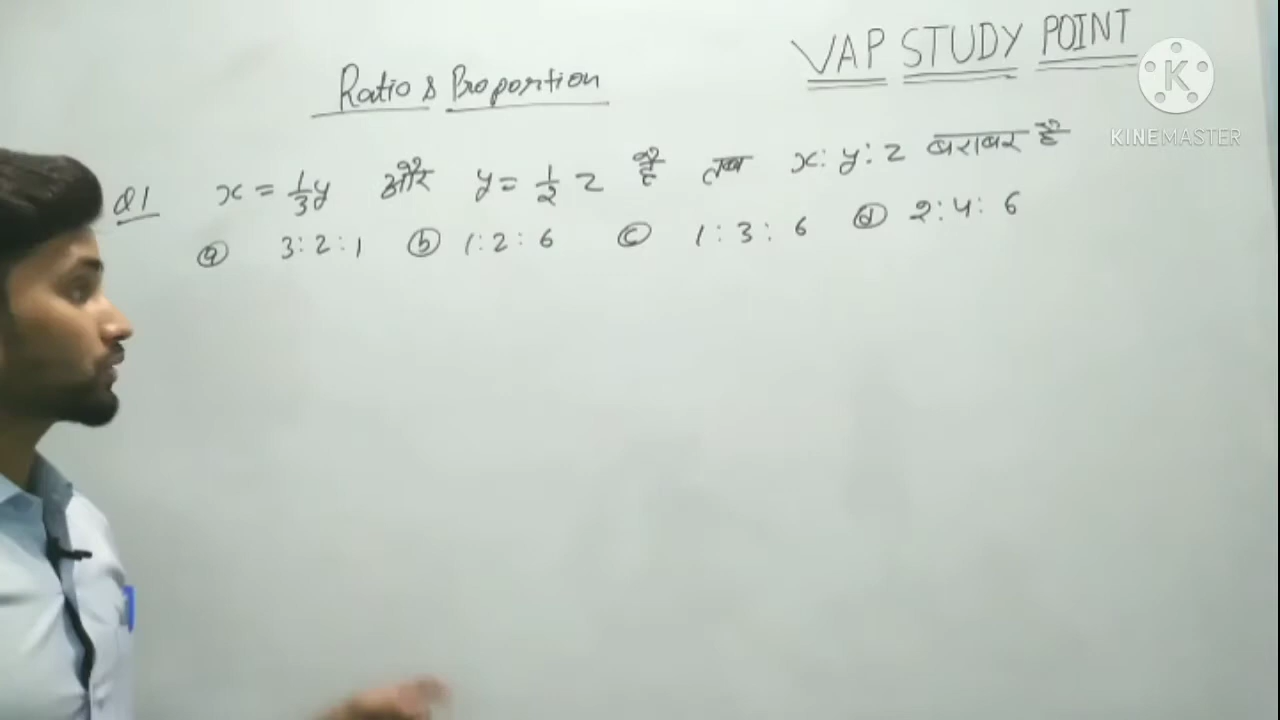 VAP STUDY POINT
Ratio & Proportion
K
KINEMASTER
Q1 x = 1/3 y और y = 1/2 z है तब x : y : z बराबर है
ⓐ 3 : 2 : 1 ⓑ 1 : 2 : 6 ⓒ 1 : 3 : 6 ⓓ 2 : 4 : 6